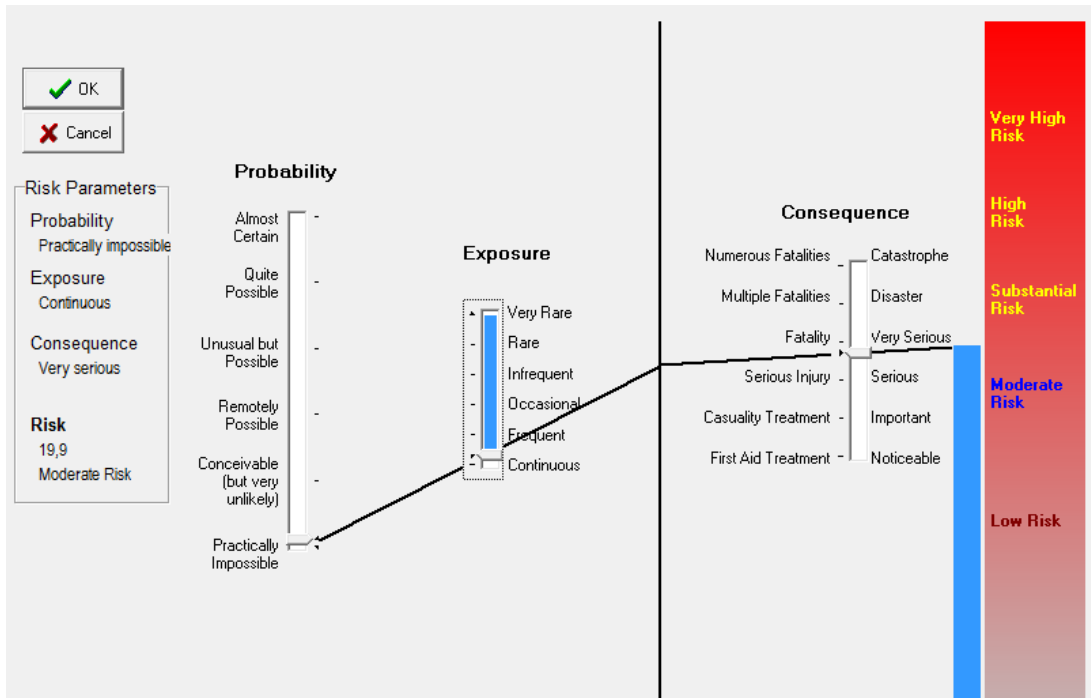 OK
Cancel
Risk Parameters
Probability
Practically impossible
Exposure
Continuous
Consequence
Very serious
Risk
19,9
Moderate Risk
Probability
Almost
Certain
Quite
Possible
Unusual but
Possible
Remotely
Possible
Conceivable
(but very
unlikely)
Practically
Impossible
Exposure
Very Rare
Rare
Infrequent
Occasional
Frequent
Continuous
Consequence
Numerous Fatalities
Catastrophe
Multiple Fatalities
Disaster
Fatality
Very Serious
Serious Injury
Serious
Casuality Treatment
Important
First Aid Treatment
Noticeable
Very High
Risk
High
Risk
Substantial
Risk
Moderate
Risk
Low Risk